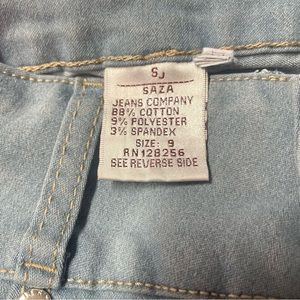 SJ
SAZA
JEANS COMPANY
88% COTTON
9% POLYESTER
3% SPANDEX
SIZE: 9
RN128256
SEE REVERSE SIDE